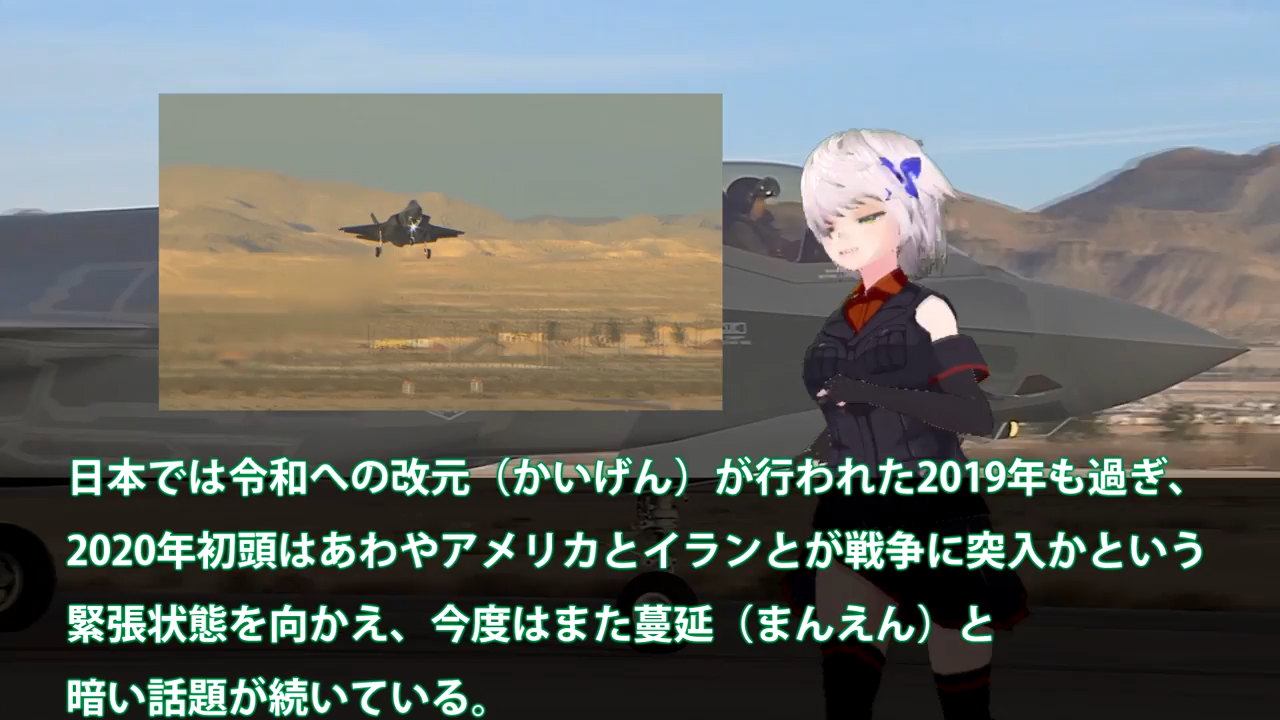 日本では令和への改元（かいげん）が行われた2019年も過ぎ、
2020年初頭はあわやアメリカとイランとが戦争に突入かという
緊張状態を向かえ、今度はまた蔓延（まんえん）と
暗い話題が続いている。